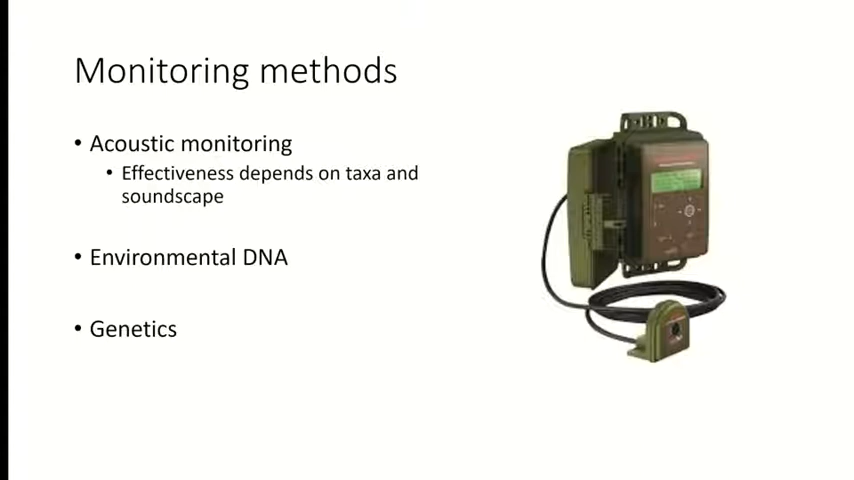 Monitoring methods
• Acoustic monitoring
• Effectiveness depends on taxa and
soundscape
• Environmental DNA
• Genetics